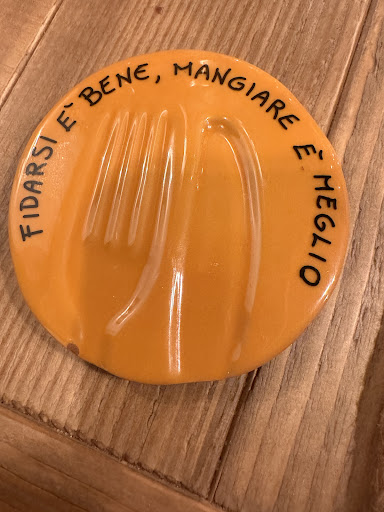 FIDARSI È BENE, MANGIARE È MEGLIO